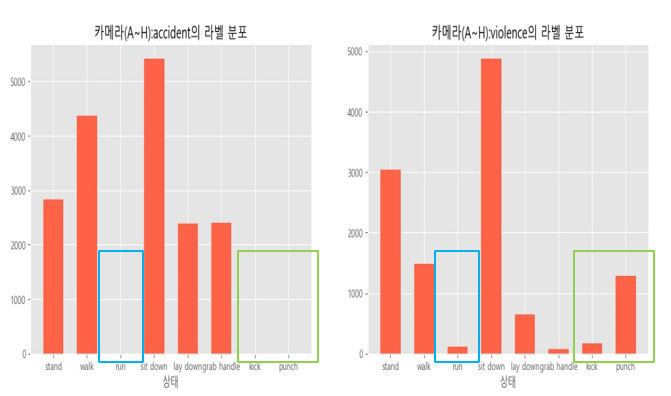 카메라(A~H):accident의 라벨 분포
5000
4000
3000
2000
1000
0
stand walk run sit down lay down grab handle kick punch
상태
카메라(A~H):violence의 라벨 분포
5000
4000
3000
2000
1000
0
stand walk run sit down lay down grab handle kick punch
상태